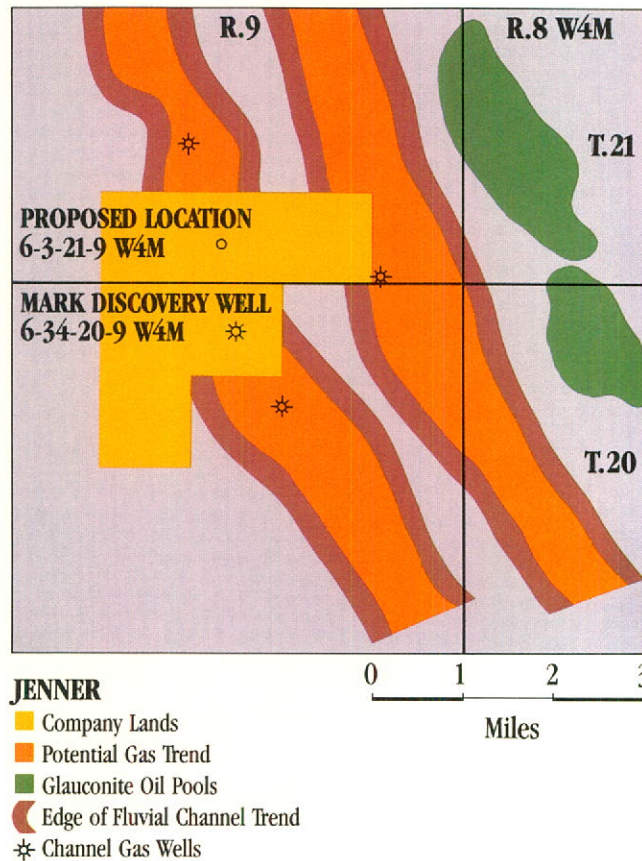 R.9
R.8 W4M
T.21
PROPOSED LOCATION
6-3-21-9 W4M
MARK DISCOVERY WELL
6-34-20-9 W4M
T.20
0 1 2 3
Miles
JENNER
Company Lands
Potential Gas Trend
Glauconite Oil Pools
Edge of Fluvial Channel Trend
Channel Gas Wells